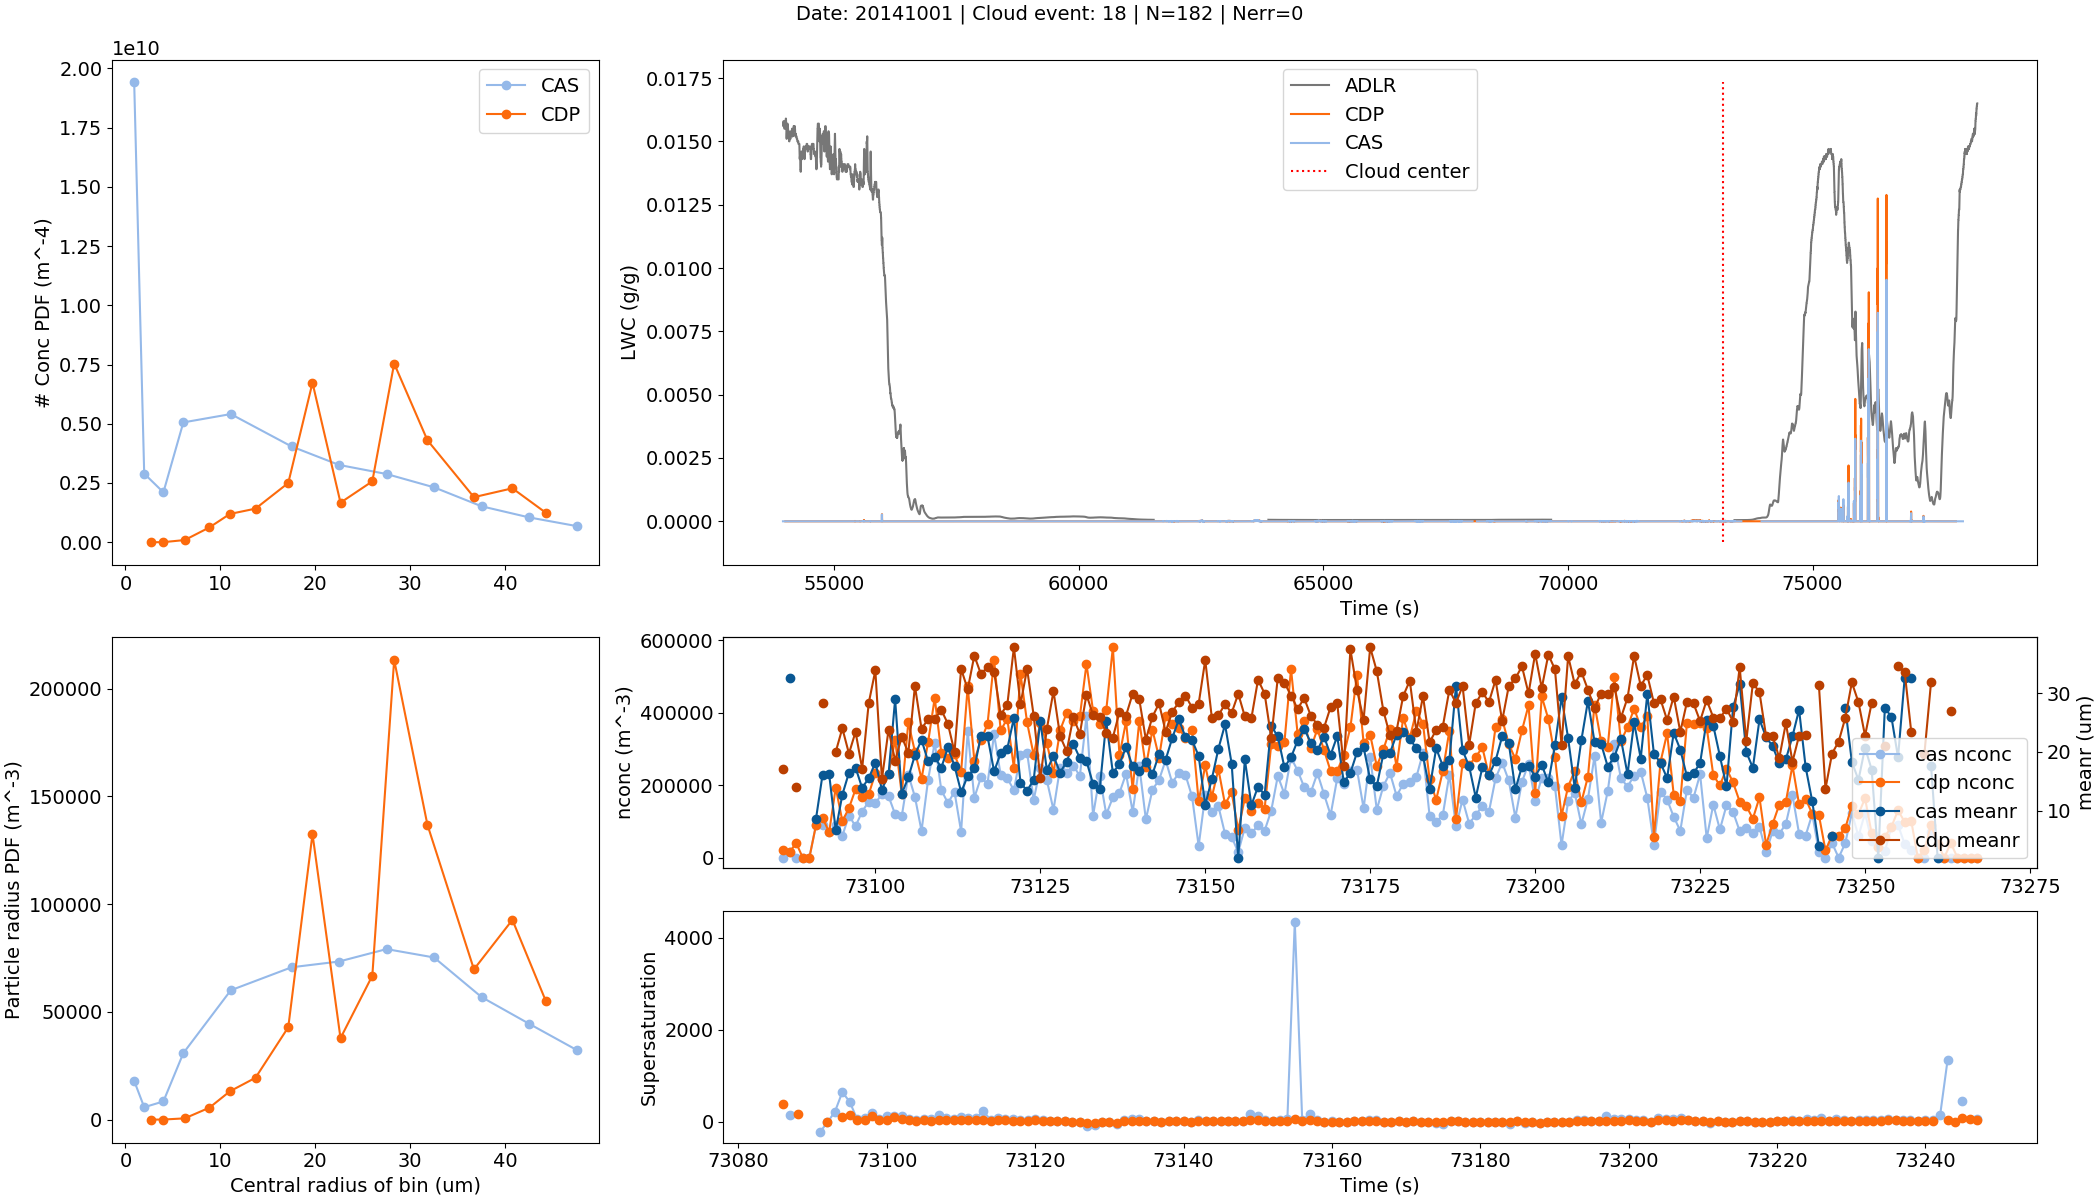 Date: 20141001 | Cloud event: 18 | N=182 | Nerr=0
1e10
# Conc PDF (m^-4)
2.00
1.75
1.50
1.25
1.00
0.75
0.50
0.25
0.00
0 10 20 30 40
CAS
CDP
LWC (g/g)
0.0175
0.0150
0.0125
0.0100
0.0075
0.0050
0.0025
0.0000
ADLR
CDP
CAS
Cloud center
55000 60000 65000 70000 75000
Time (s)
Particle radius PDF (m^-3)
200000
150000
100000
50000
0
0 10 20 30 40
Central radius of bin (um)
nconc (m^-3)
600000
400000
200000
0
30
20
10
meanr (um)
cas nconc
cdp nconc
cas meanr
cdp meanr
73100 73125 73150 73175 73200 73225 73250 73275
Supersaturation
4000
2000
0
73080 73100 73120 73140 73160 73180 73200 73220 73240
Time (s)